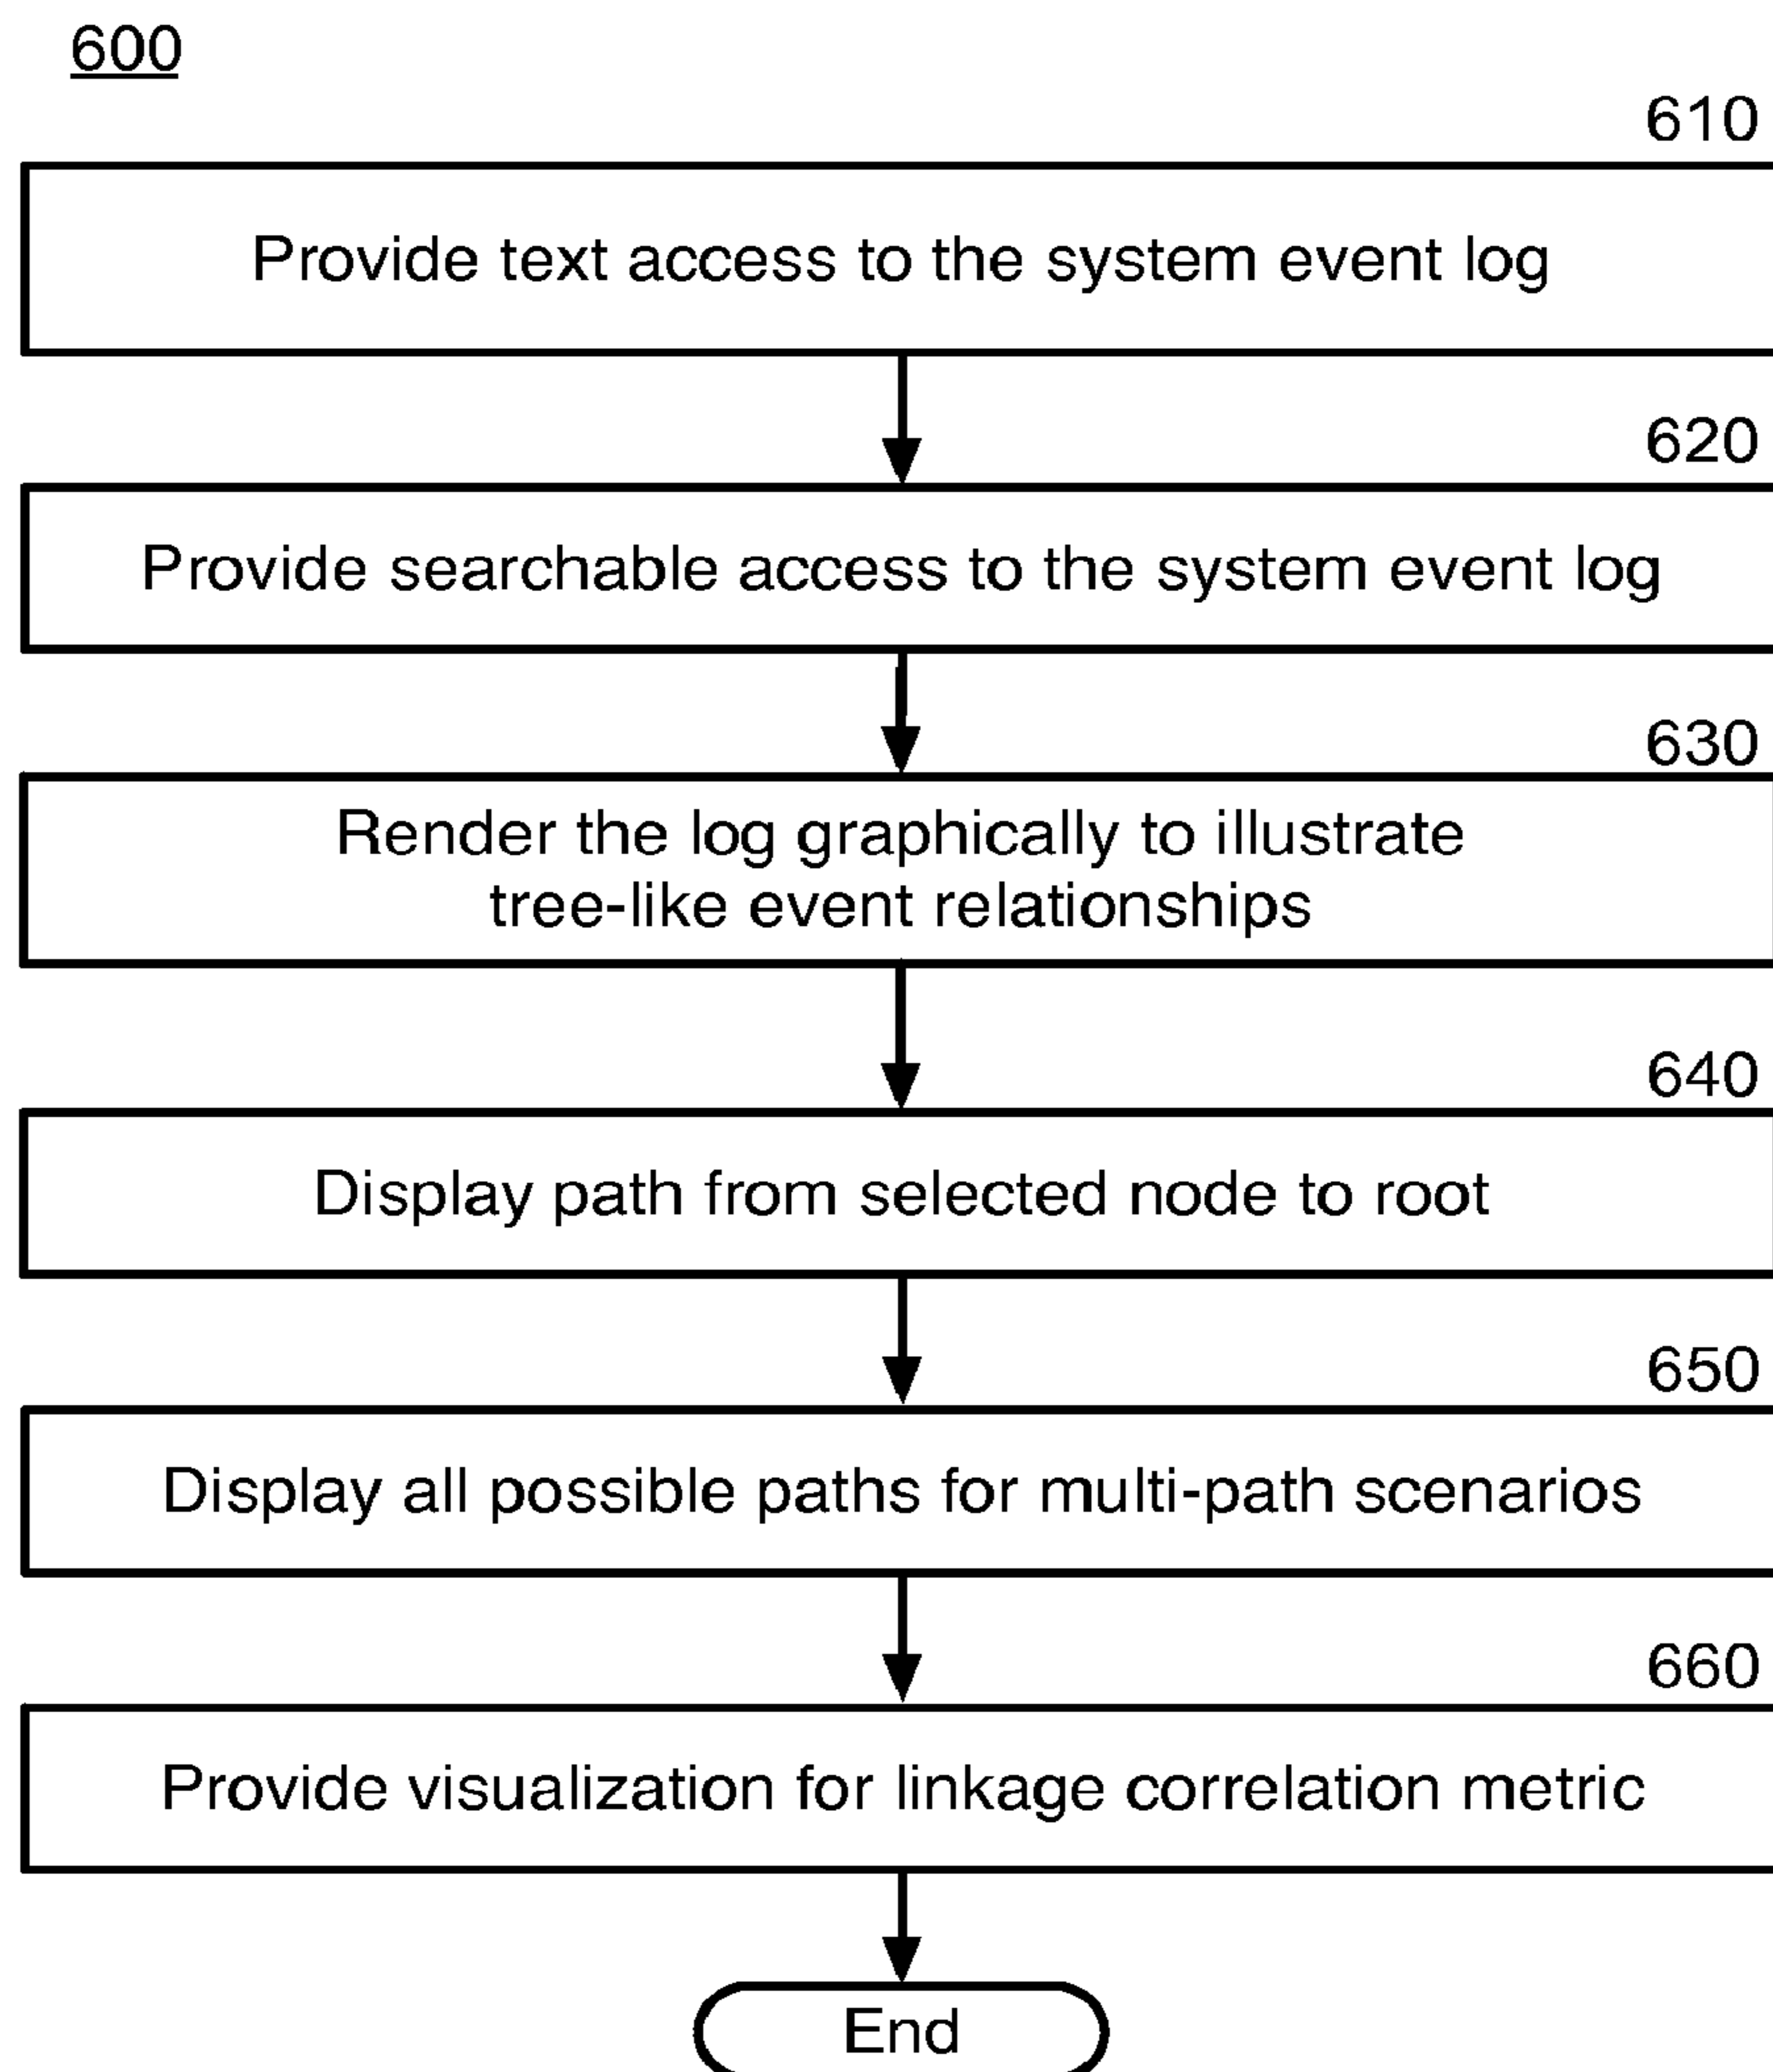 600
610
Provide text access to the system event log
620
Provide searchable access to the system event log
630
Render the log graphically to illustrate
tree-like event relationships
640
Display path from selected node to root
650
Display all possible paths for multi-path scenarios
660
Provide visualization for linkage correlation metric
End